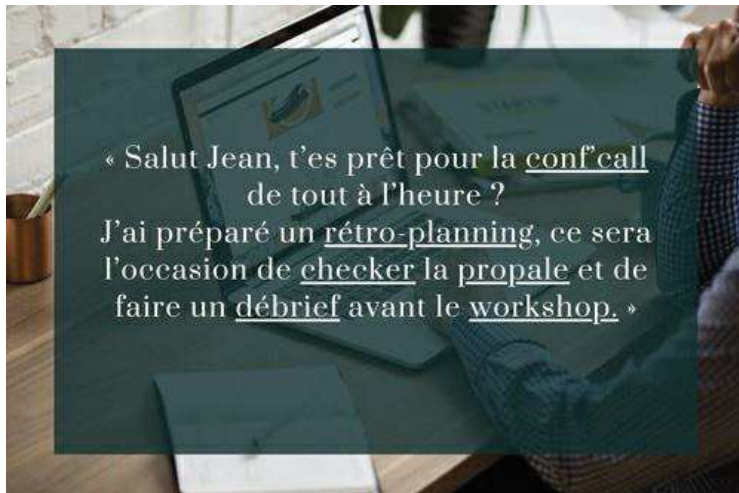 « Salut Jean, t’es prêt pour la conf’call
de tout à l’heure ?
J’ai préparé un rétro-planning, ce sera
l’occasion de checker la propale et de
faire un débrief avant le workshop. »